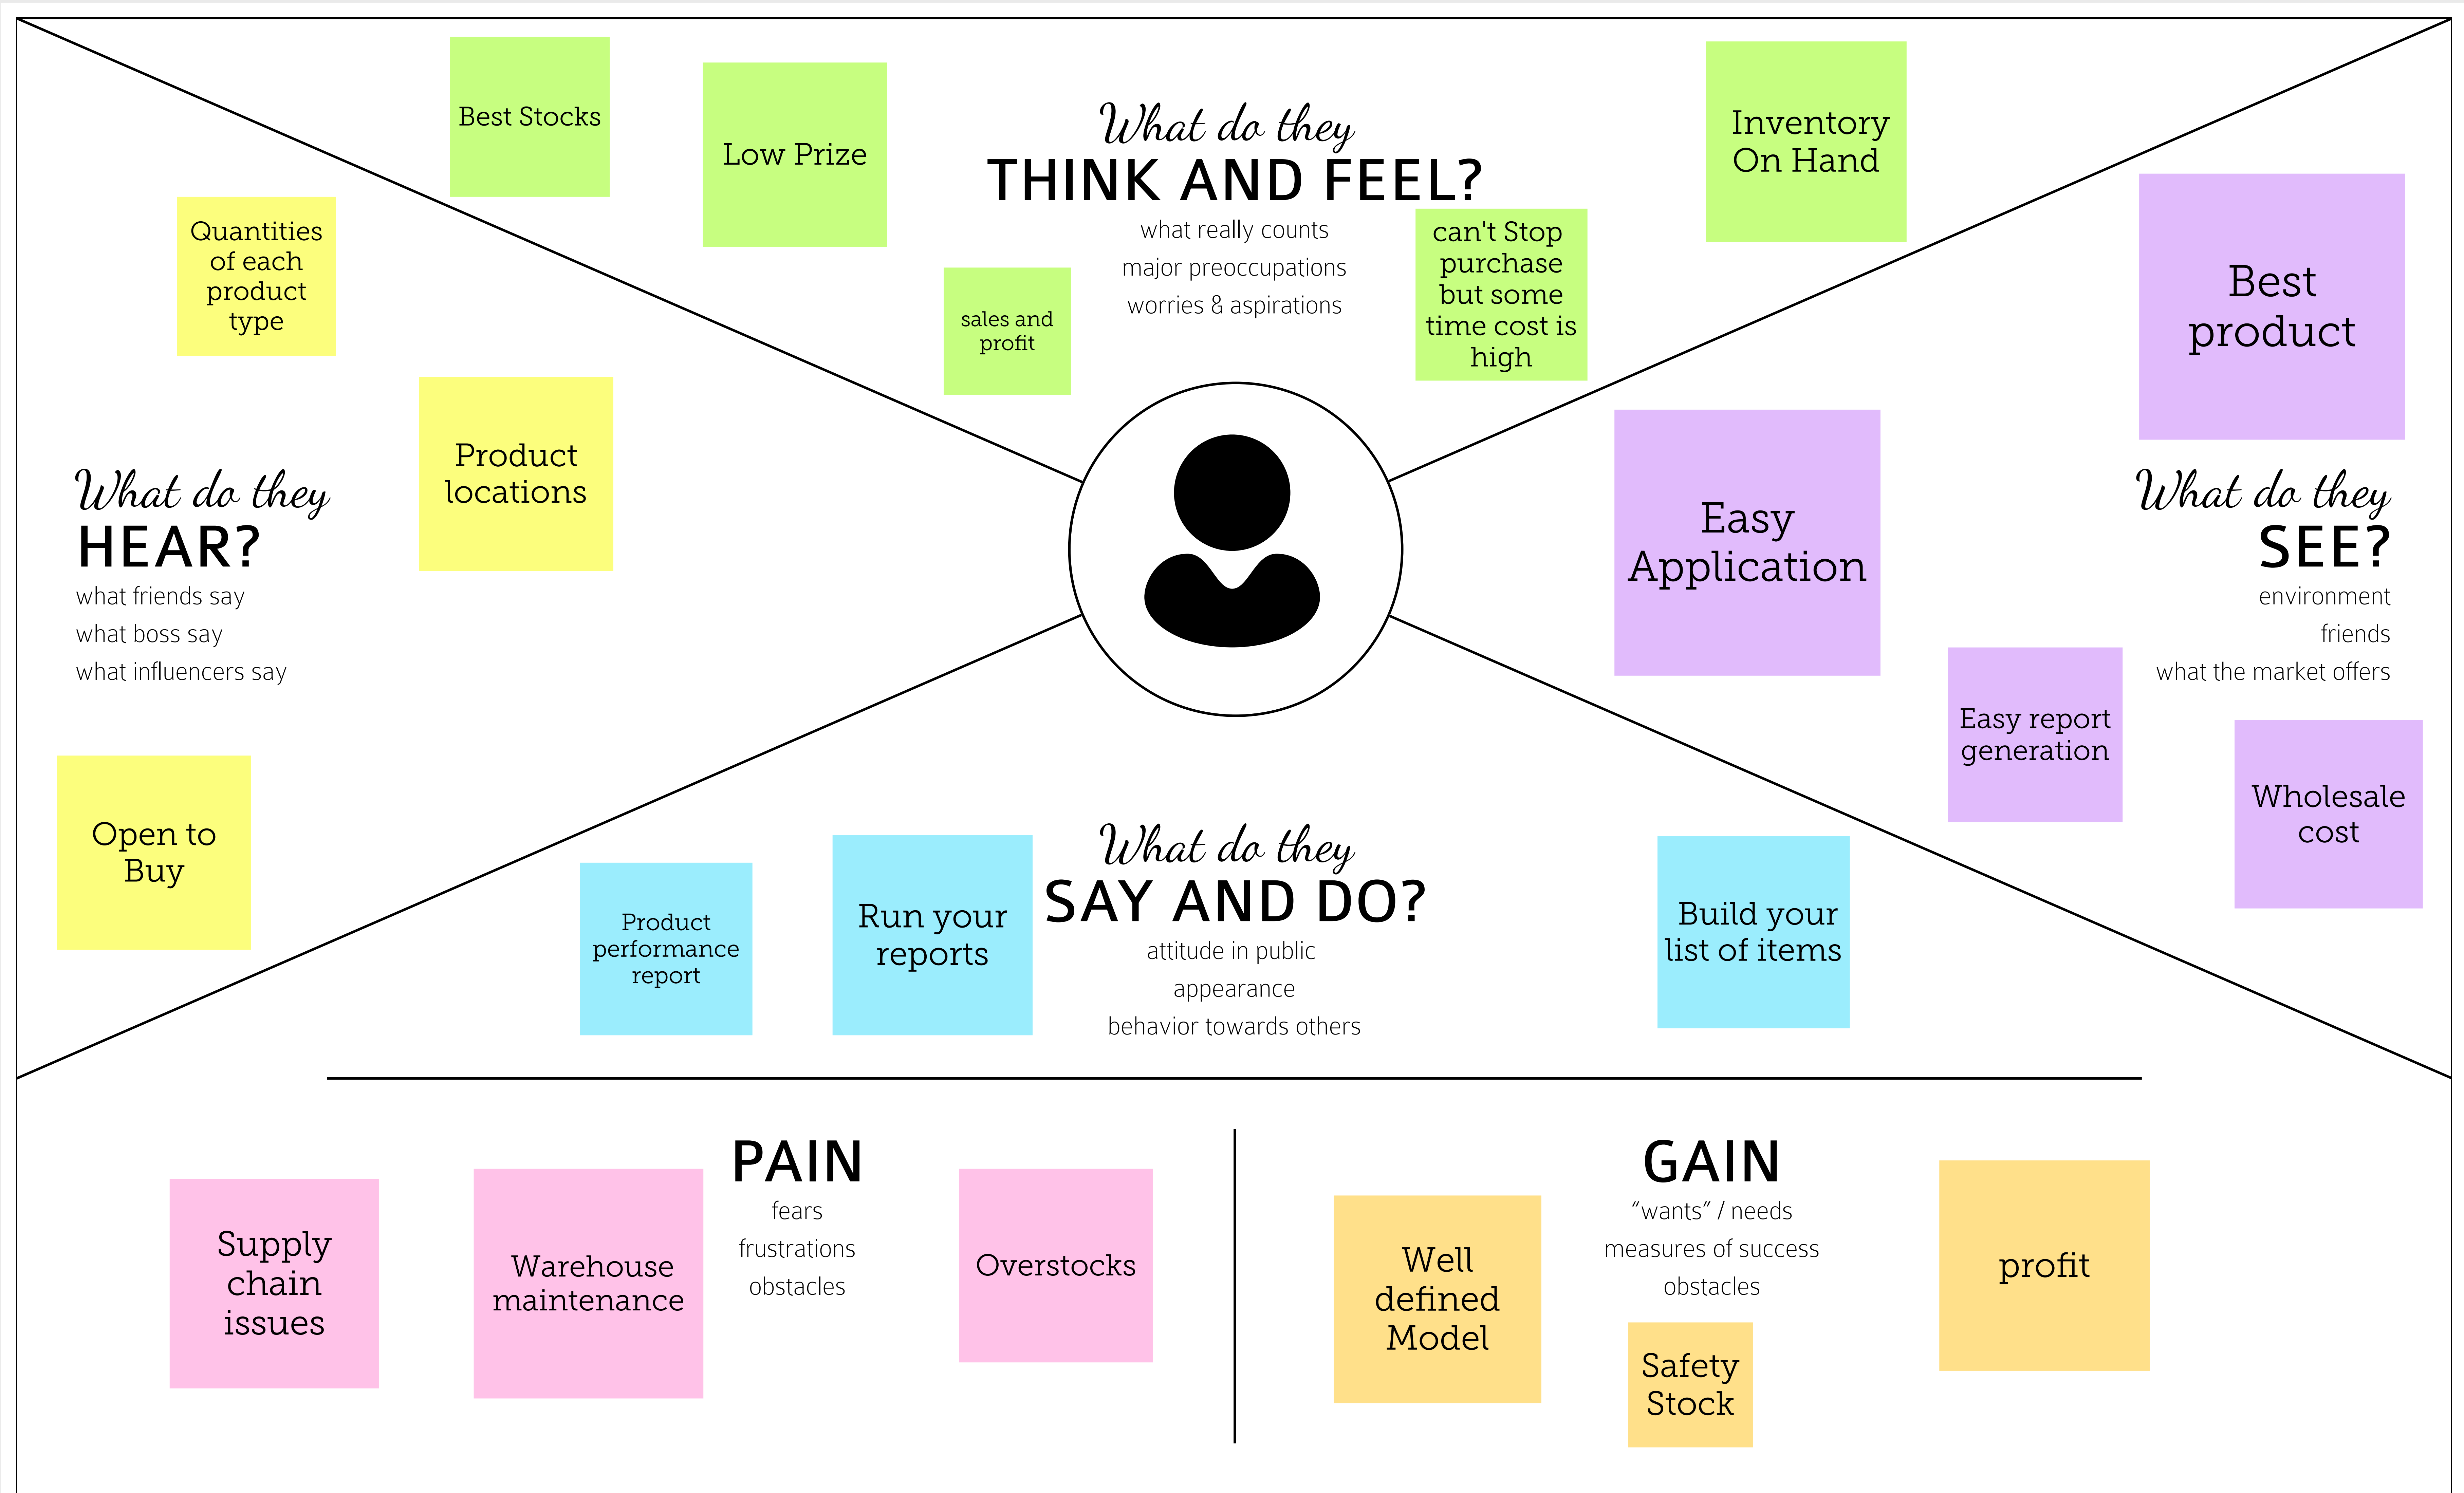 Best Stocks
Low Prize
What do they
THINK AND FEEL?
what really counts
major preoccupations
worries & aspirations
sales and
profit
can't Stop
purchase
but some
time cost is
high
Inventory
On Hand
Quantities
of each
product
type
Product
locations
What do they
HEAR?
what friends say
what boss say
what influencers say
Open to
Buy
Best
product
Easy
Application
What do they
SEE?
environment
friends
what the market offers
Easy report
generation
Wholesale
cost
What do they
SAY AND DO?
attitude in public
appearance
behavior towards others
Product
performance
report
Run your
reports
Build your
list of items
PAIN
fears
frustrations
obstacles
Supply
chain
issues
Warehouse
maintenance
Overstocks
GAIN
“wants” / needs
measures of success
obstacles
Well
defined
Model
Safety
Stock
profit